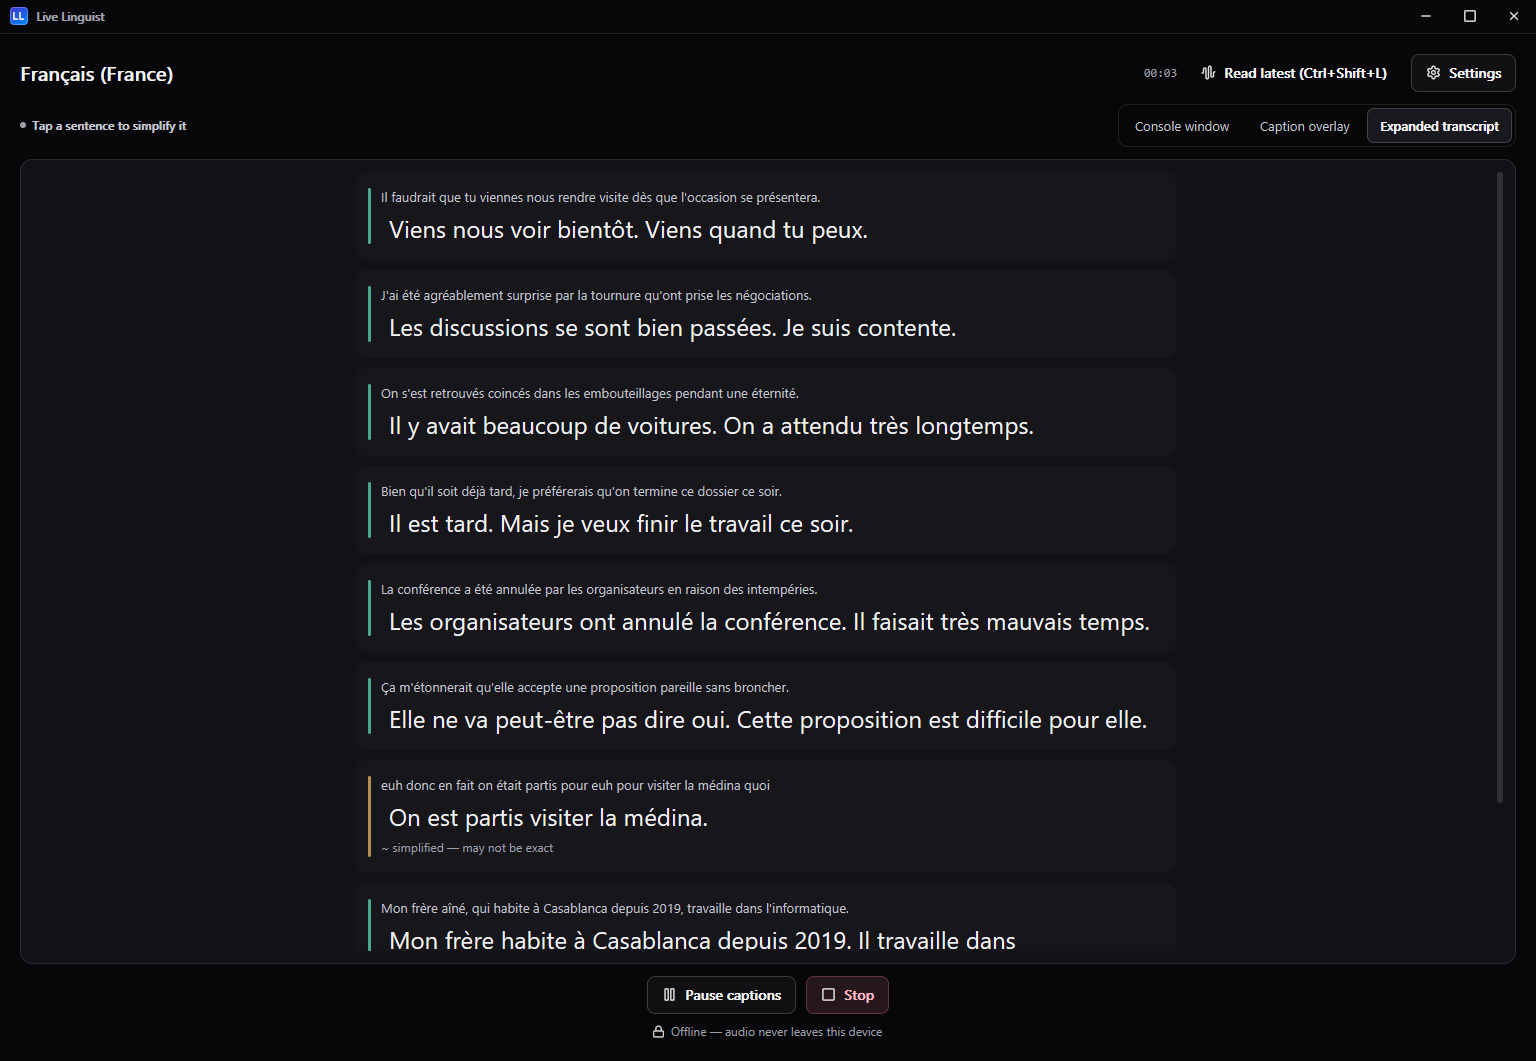 LL Live Linguist
Français (France)
00:03 Read latest (Ctrl+Shift+L) Settings
Tap a sentence to simplify it
Console window Caption overlay Expanded transcript
Il faudrait que tu viennes nous rendre visite dès que l'occasion se présentera.
Viens nous voir bientôt. Viens quand tu peux.
J'ai été agréablement surprise par la tournure qu'ont prise les négociations.
Les discussions se sont bien passées. Je suis contente.
On s'est retrouvés coincés dans les embouteillages pendant une éternité.
Il y avait beaucoup de voitures. On a attendu très longtemps.
Bien qu'il soit déjà tard, je préférerais qu'on termine ce dossier ce soir.
Il est tard. Mais je veux finir le travail ce soir.
La conférence a été annulée par les organisateurs en raison des intempéries.
Les organisateurs ont annulé la conférence. Il faisait très mauvais temps.
Ça m'étonnerait qu'elle accepte une proposition pareille sans broncher.
Elle ne va peut-être pas dire oui. Cette proposition est difficile pour elle.
euh donc en fait on était partis pour euh pour visiter la médina quoi
On est partis visiter la médina.
~ simplified — may not be exact
Mon frère aîné, qui habite à Casablanca depuis 2019, travaille dans l'informatique.
Mon frère habite à Casablanca depuis 2019. Il travaille dans
Pause captions Stop
Offline — audio never leaves this device